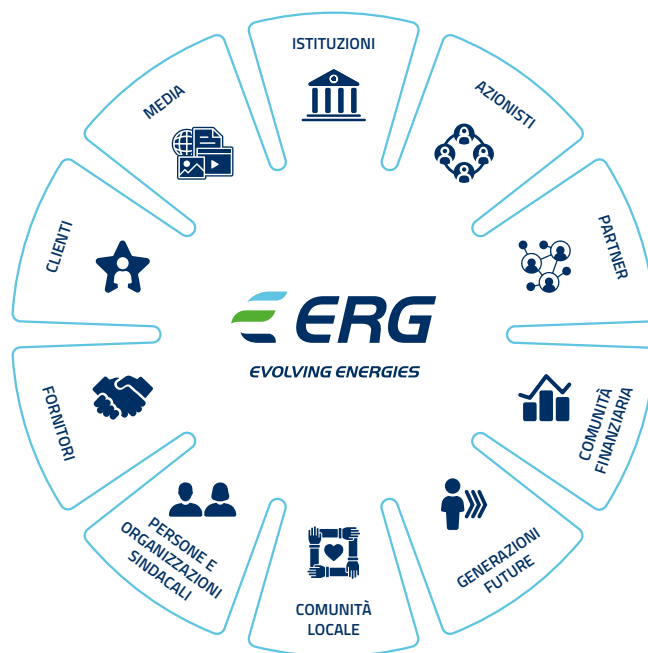 ISTITUZIONI
AZIONISTI
PARTNER
COMUNITÀ
FINANZIARIA
GENERAZIONI
FUTURE
COMUNITÀ
LOCALE
PERSONE E
ORGANIZZAZIONI
SINDACALI
FORNITORI
CLIENTI
MEDIA
ERG
EVOLVING ENERGIES